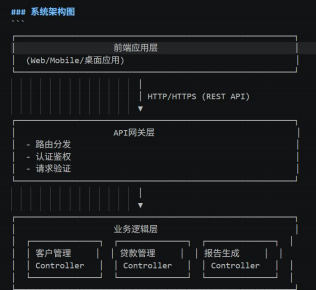 ### 系统架构图
```
前端应用层
(Web/Mobile/桌面应用)
HTTP/HTTPS (REST API)
API网关层
- 路由分发
- 认证鉴权
- 请求验证
业务逻辑层
客户管理 贷款管理 报告生成
Controller Controller Controller